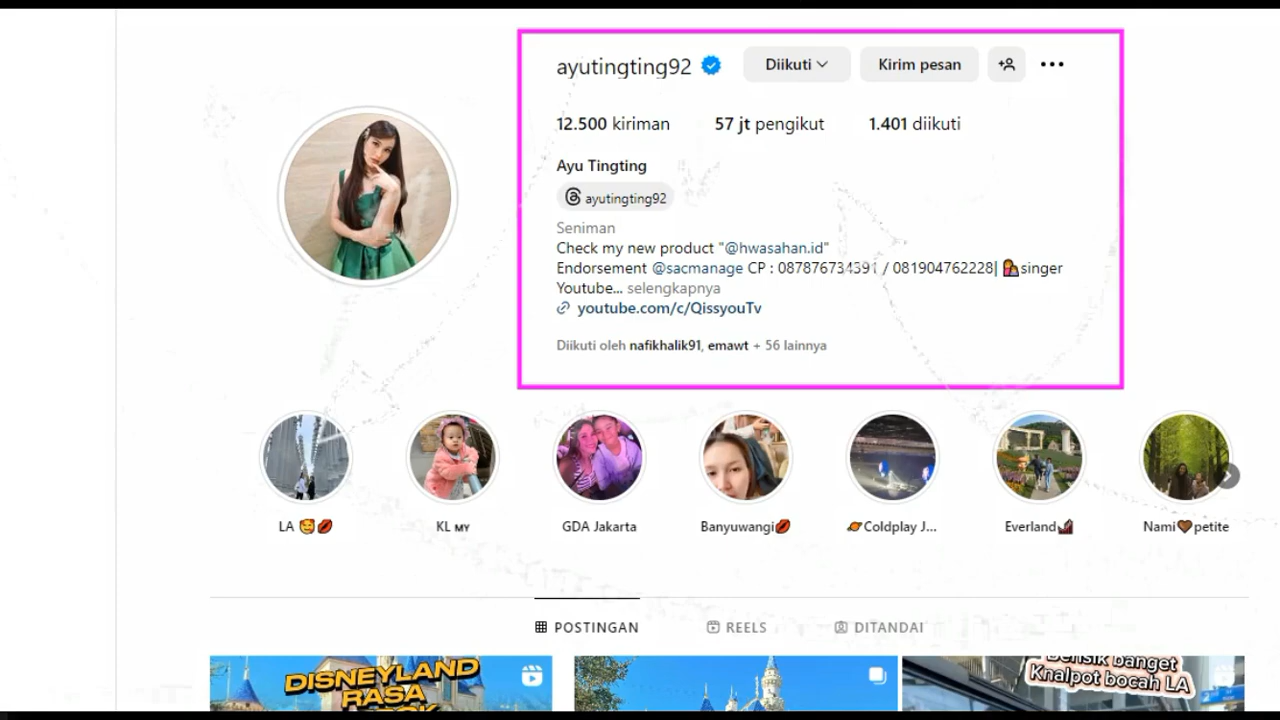 ayutingting92 Diikuti Kirim pesan
12.500 kiriman 57 jt pengikut 1.401 diikuti
Ayu Tingting
ayutingting92
Seniman
Check my new product "@hwasahan.id"
Endorsement @sacmanage CP : 087876734391 / 081904762228| singer
Youtube... selengkapnya
youtube.com/c/QissyouTv
Diikuti oleh nafikhalik91, emawt + 56 lainnya
LA KL MY GDA Jakarta Banyuwangi Coldplay J... Everland Nami petite
POSTINGAN REELS DITANDAI
DISNEYLAND
RASA
banget
Knalpot bocah LA